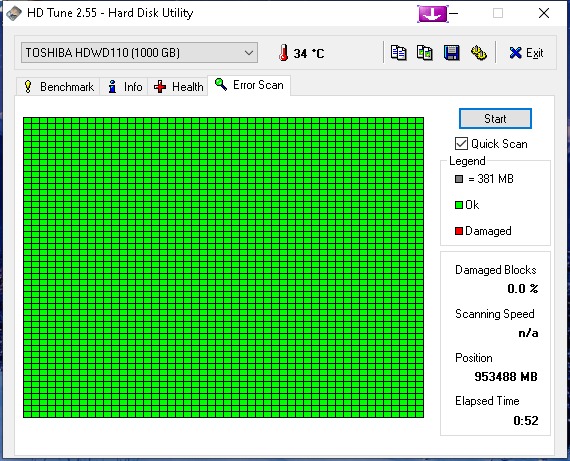 HD Tune 2.55 - Hard Disk Utility
TOSHIBA HDWD110 (1000 GB)
34 °C
Exit
Benchmark
Info
Health
Error Scan
Start
Quick Scan
Legend
= 381 MB
Ok
Damaged
Damaged Blocks
0.0 %
Scanning Speed
n/a
Position
953488 MB
Elapsed Time
0:52